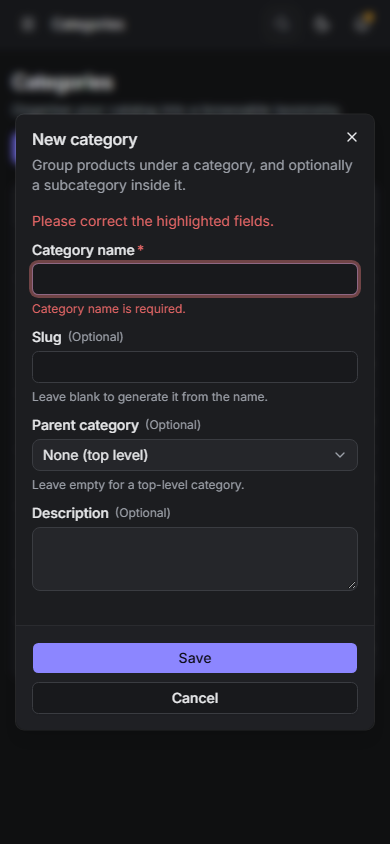 Categories
Categories
New category
Group products under a category, and optionally
a subcategory inside it.
Please correct the highlighted fields.
Category name *
Category name is required.
Slug (Optional)
Leave blank to generate it from the name.
Parent category (Optional)
None (top level)
Leave empty for a top-level category.
Description (Optional)
Save
Cancel